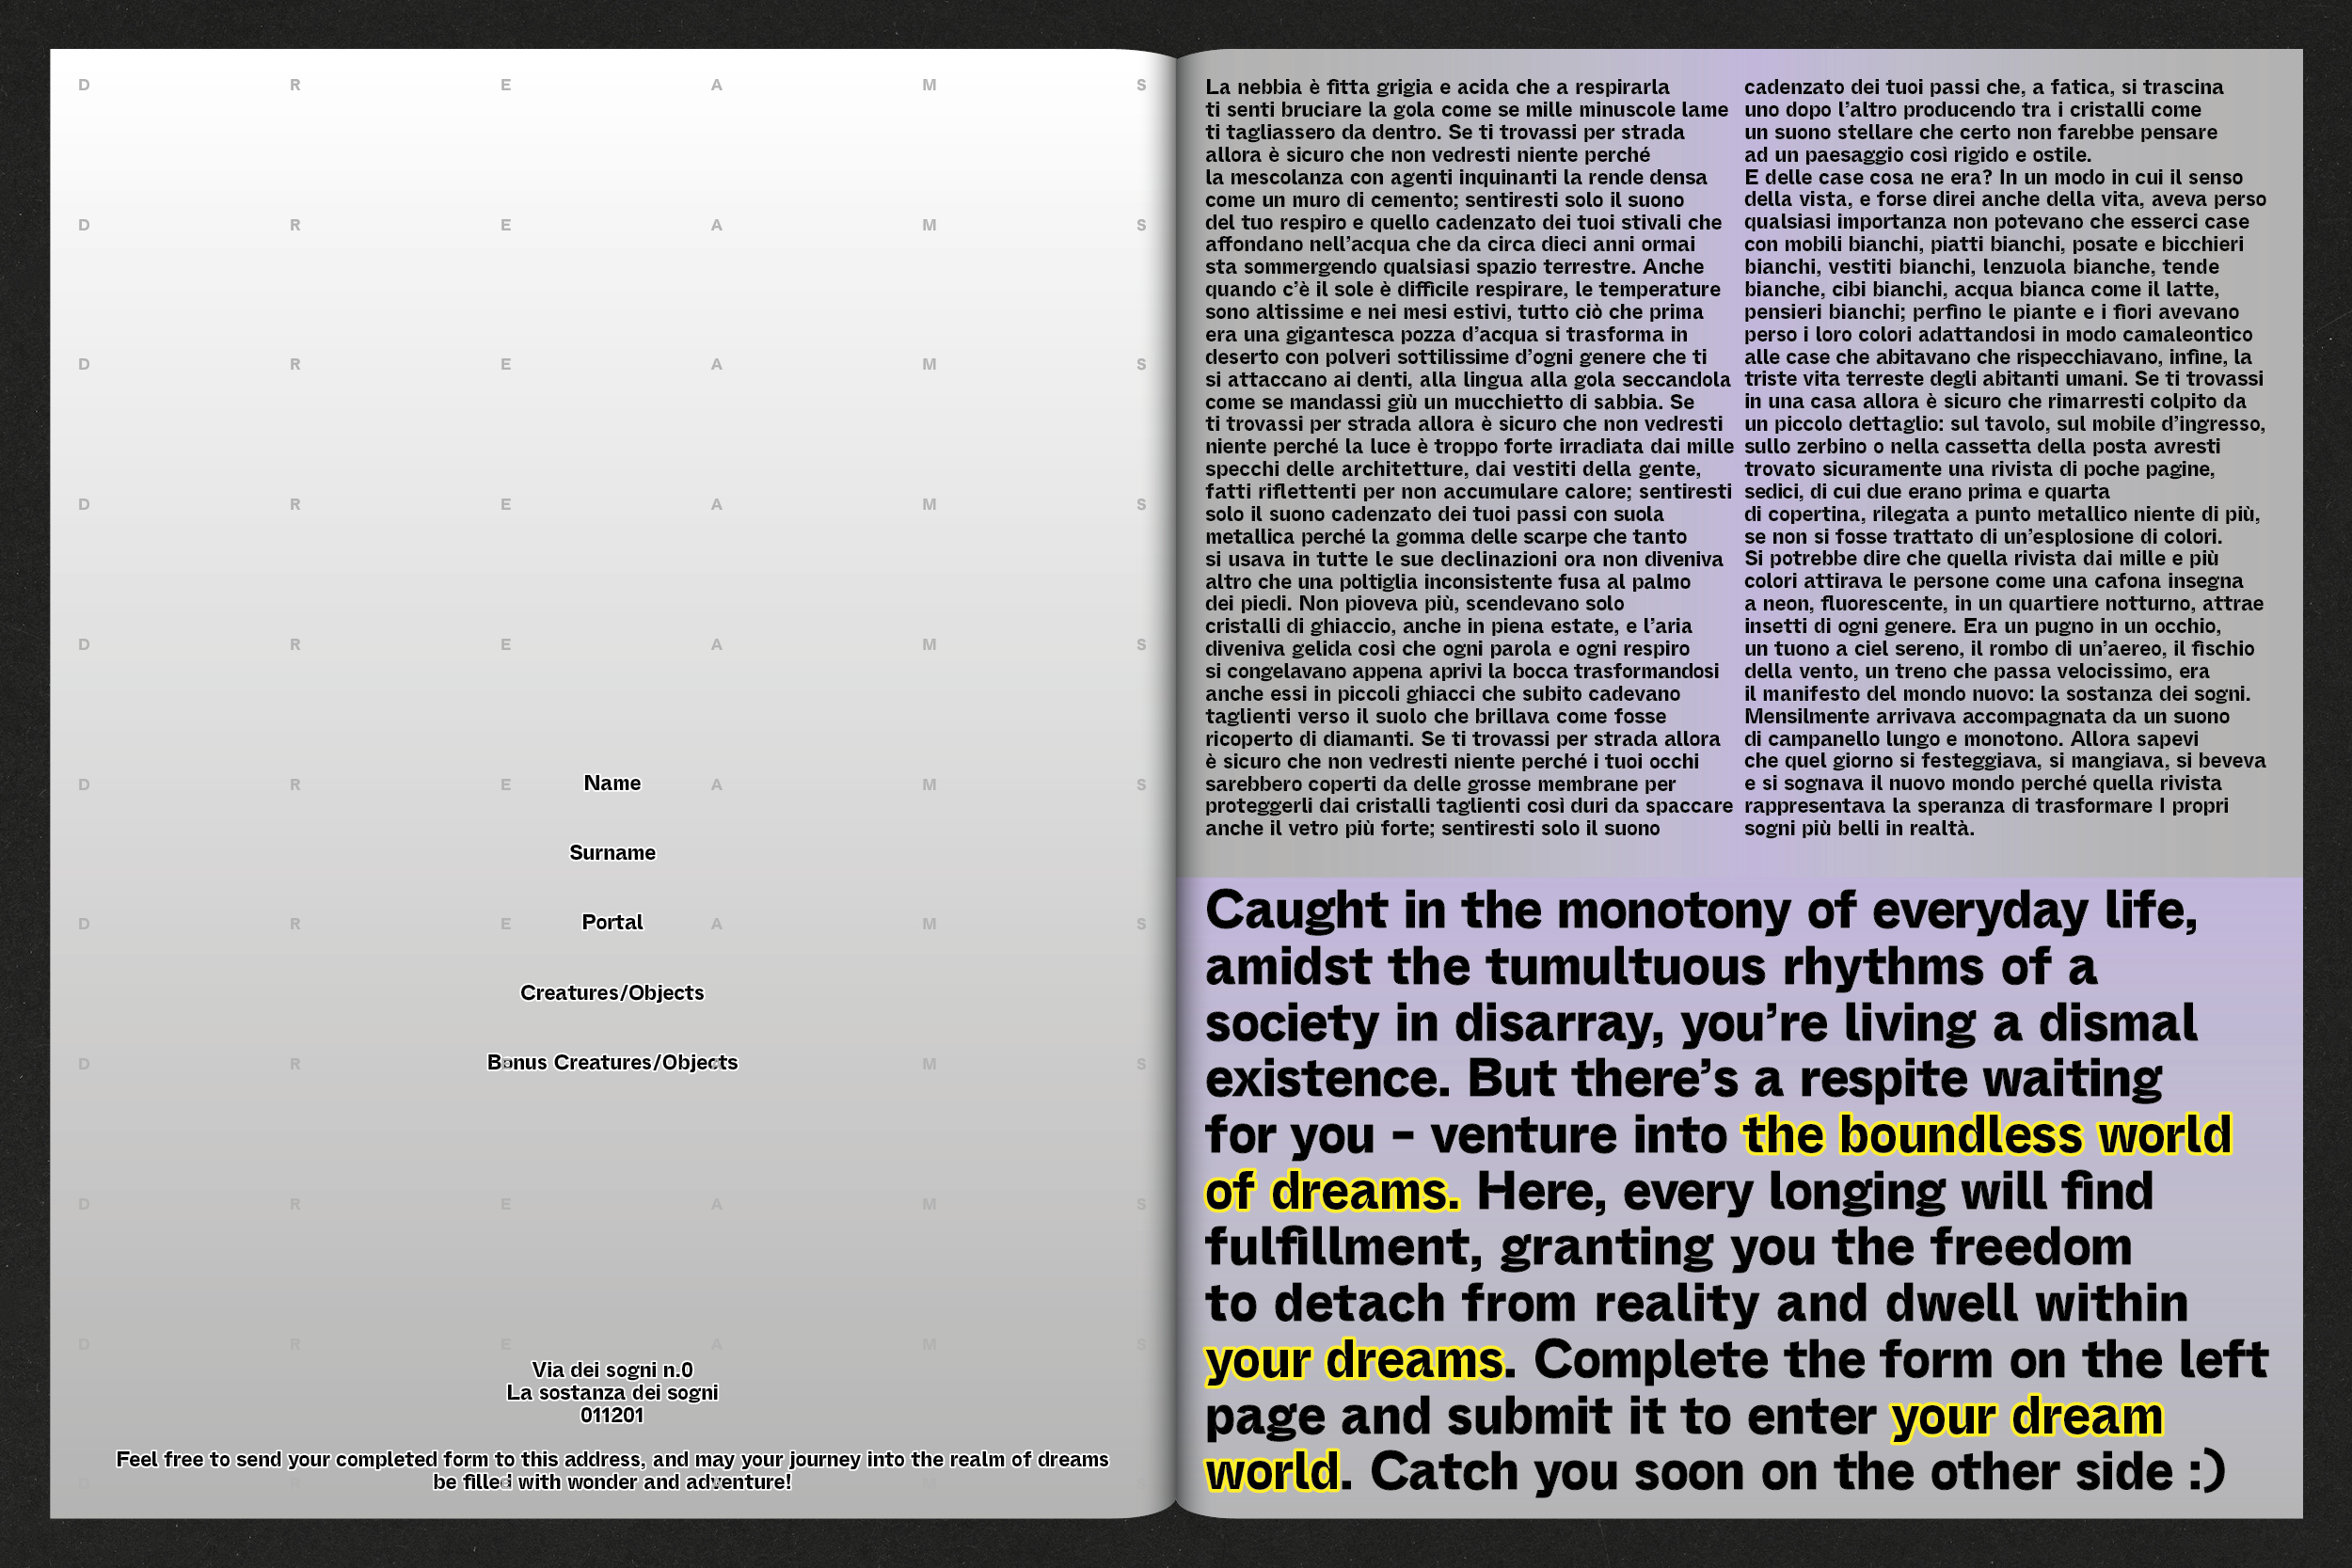 D R E A M S
D R E A M S
D R E A M S
D R E A M S
D R E A M S
D R E A M S
Name
Surname
D R E A M S
Portal
Creatures/Objects
D R E A M S
Bonus Creatures/Objects
D R E A M S
D R E A M S
Via dei sogni n.0
La sostanza dei sogni
011201
Feel free to send your completed form to this address, and may your journey into the realm of dreams
be filled with wonder and adventure!
La nebbia è fitta grigia e acida che a respirarla
ti senti bruciare la gola come se mille minuscole lame
ti tagliassero da dentro. Se ti trovassi per strada
allora è sicuro che non vedresti niente perché
la mescolanza con agenti inquinanti la rende densa
come un muro di cemento; sentiresti solo il suono
del tuo respiro e quello cadenzato dei tuoi stivali che
affondano nell’acqua che da circa dieci anni ormai
sta sommergendo qualsiasi spazio terrestre. Anche
quando c’è il sole è difficile respirare, le temperature
sono altissime e nei mesi estivi, tutto ciò che prima
era una gigantesca pozza d’acqua si trasforma in
deserto con polveri sottilissime d’ogni genere che ti
si attaccano ai denti, alla lingua alla gola seccandola
come se mandassi giù un mucchietto di sabbia. Se
ti trovassi per strada allora è sicuro che non vedresti
niente perché la luce è troppo forte irradiata dai mille
specchi delle architetture, dai vestiti della gente,
fatti riflettenti per non accumulare calore; sentiresti
solo il suono cadenzato dei tuoi passi con suola
metallica perché la gomma delle scarpe che tanto
si usava in tutte le sue declinazioni ora non diveniva
altro che una poltiglia inconsistente fusa al palmo
dei piedi. Non pioveva più, scendevano solo
cristalli di ghiaccio, anche in piena estate, e l’aria
diveniva gelida così che ogni parola e ogni respiro
si congelavano appena aprivi la bocca trasformandosi
anche essi in piccoli ghiacci che subito cadevano
taglienti verso il suolo che brillava come fosse
ricoperto di diamanti. Se ti trovassi per strada allora
è sicuro che non vedresti niente perché i tuoi occhi
sarebbero coperti da delle grosse membrane per
proteggerli dai cristalli taglienti così duri da spaccare
anche il vetro più forte; sentiresti solo il suono
cadenzato dei tuoi passi che, a fatica, si trascina
uno dopo l’altro producendo tra i cristalli come
un suono stellare che certo non farebbe pensare
ad un paesaggio così rigido e ostile.
E delle case cosa ne era? In un modo in cui il senso
della vista, e forse direi anche della vita, aveva perso
qualsiasi importanza non potevano che esserci case
con mobili bianchi, piatti bianchi, posate e bicchieri
bianchi, vestiti bianchi, lenzuola bianche, tende
bianche, cibi bianchi, acqua bianca come il latte,
pensieri bianchi; perfino le piante e i fiori avevano
perso i loro colori adattandosi in modo camaleontico
alle case che abitavano che rispecchiavano, infine, la
triste vita terreste degli abitanti umani. Se ti trovassi
in una casa allora è sicuro che rimarresti colpito da
un piccolo dettaglio: sul tavolo, sul mobile d’ingresso,
sullo zerbino o nella cassetta della posta avresti
trovato sicuramente una rivista di poche pagine,
sedici, di cui due erano prima e quarta
di copertina, rilegata a punto metallico niente di più,
se non si fosse trattato di un’esplosione di colori.
Si potrebbe dire che quella rivista dai mille e più
colori attirava le persone come una cafona insegna
a neon, fluorescente, in un quartiere notturno, attrae
insetti di ogni genere. Era un pugno in un occhio,
un tuono a ciel sereno, il rombo di un’aereo, il fischio
della vento, un treno che passa velocissimo, era
il manifesto del mondo nuovo: la sostanza dei sogni.
Mensilmente arrivava accompagnata da un suono
di campanello lungo e monotono. Allora sapevi
che quel giorno si festeggiava, si mangiava, si beveva
e si sognava il nuovo mondo perché quella rivista
rappresentava la speranza di trasformare I propri
sogni più belli in realtà.
Caught in the monotony of everyday life,
amidst the tumultuous rhythms of a
society in disarray, you’re living a dismal
existence. But there’s a respite waiting
for you – venture into the boundless world
of dreams. Here, every longing will find
fulfillment, granting you the freedom
to detach from reality and dwell within
your dreams. Complete the form on the left
page and submit it to enter your dream
world. Catch you soon on the other side :)